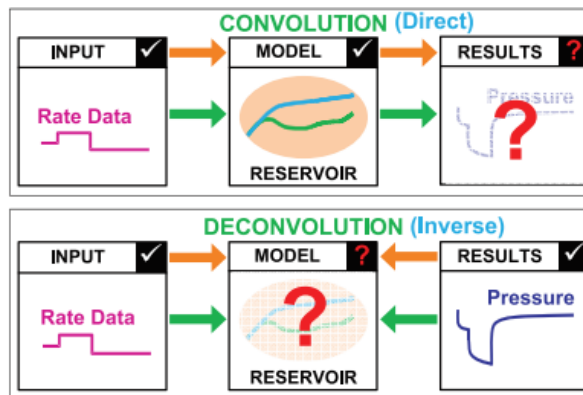 CONVOLUTION (Direct)
INPUT ✓ MODEL ✓ RESULTS ?
Rate Data
Pressure
?
RESERVOIR
DECONVOLUTION (Inverse)
INPUT ✓ MODEL ? RESULTS ✓
Pressure
Rate Data
?
RESERVOIR